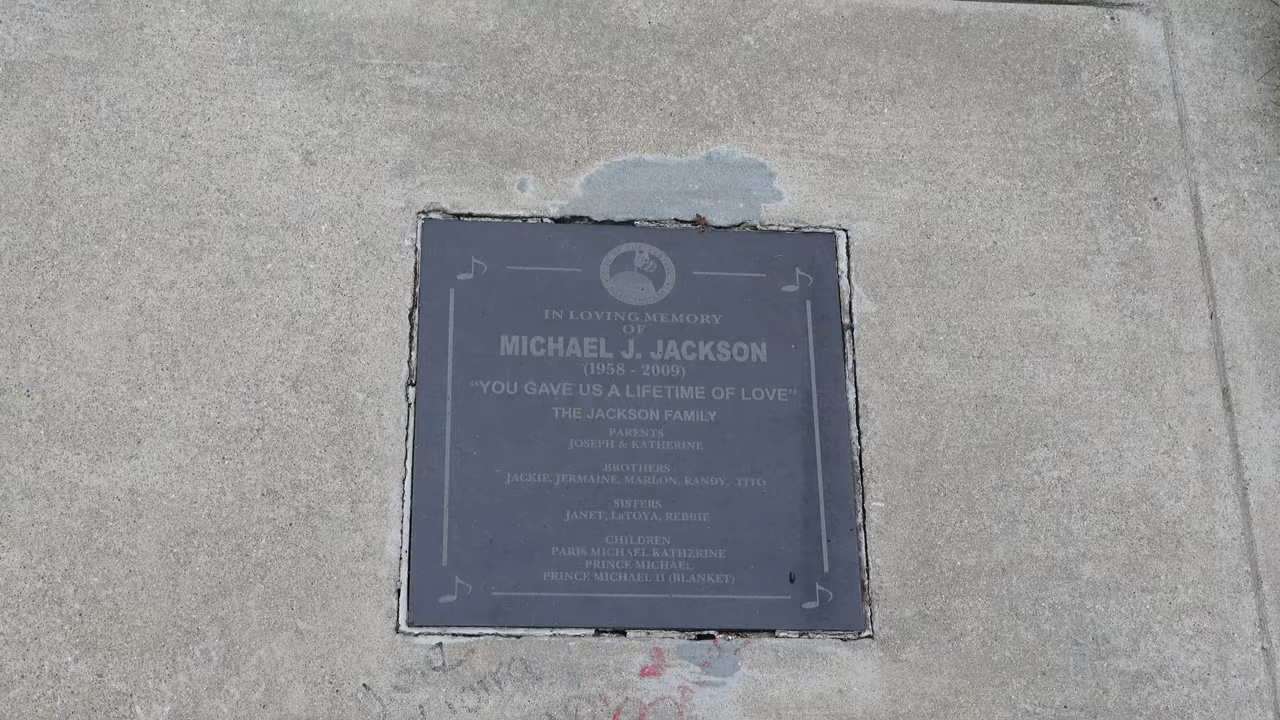 IN LOVING MEMORY
OF
MICHAEL J. JACKSON
(1958 - 2009)
"YOU GAVE US A LIFETIME OF LOVE"
THE JACKSON FAMILY
PARENTS
JOSEPH & KATHERINE
BROTHERS
JACKIE, JERMAINE, MARLON, RANDY, TITO
SISTERS
JANET, LaTOYA, REBBIE
CHILDREN
PARIS MICHAEL KATHERINE
PRINCE MICHAEL
PRINCE MICHAEL II (BLANKET)